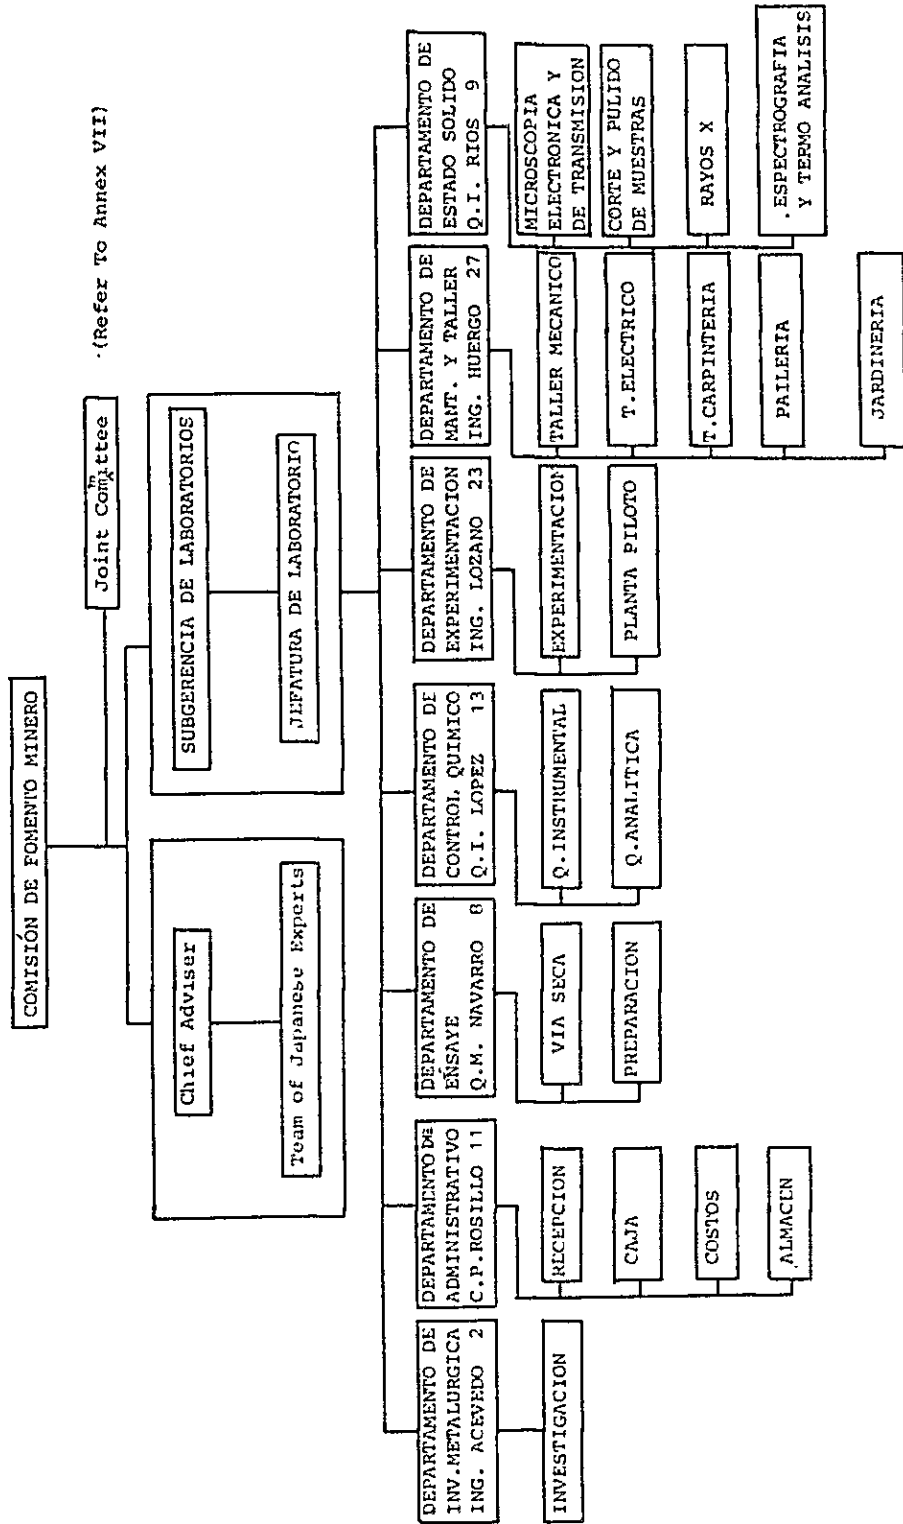 COMISIÓN DE FOMENTO MINERO
Joint Committee
·(Refer To Annex VII)
Chief Adviser
Team of Japanese Experts
SUBGERENCIA DE LABORATORIOS
JEFATURA DE LABORATORIO
DEPARTAMENTO DE
INV.METALURGICA
ING. ACEVEDO 2
INVESTIGACION
DEPARTAMENTO DE
ADMINISTRATIVO
C.P.ROSILLO 11
RECEPCION
CAJA
COSTOS
ALMACEN
DEPARTAMENTO DE
ENSAYE
Q.M. NAVARRO 8
VIA SECA
PREPARACION
DEPARTAMENTO DE
CONTROL QUIMICO
Q.I. LOPEZ 13
Q.INSTRUMENTAL
Q.ANALITICA
DEPARTAMENTO DE
EXPERIMENTACION
ING. LOZANO 23
EXPERIMENTACION
PLANTA PILOTO
DEPARTAMENTO DE
MANT. Y TALLER
ING. HUERGO 27
TALLER MECANICO
T.ELECTRICO
T.CARPINTERIA
PAILERIA
JARDINERIA
DEPARTAMENTO DE
ESTADO SOLIDO
Q.I. RIOS 9
MICROSCOPIA
ELECTRONICA Y
DE TRANSMISION
CORTE Y PULIDO
DE MUESTRAS
RAYOS X
.ESPECTROGRAFIA
Y TERMO ANALISIS